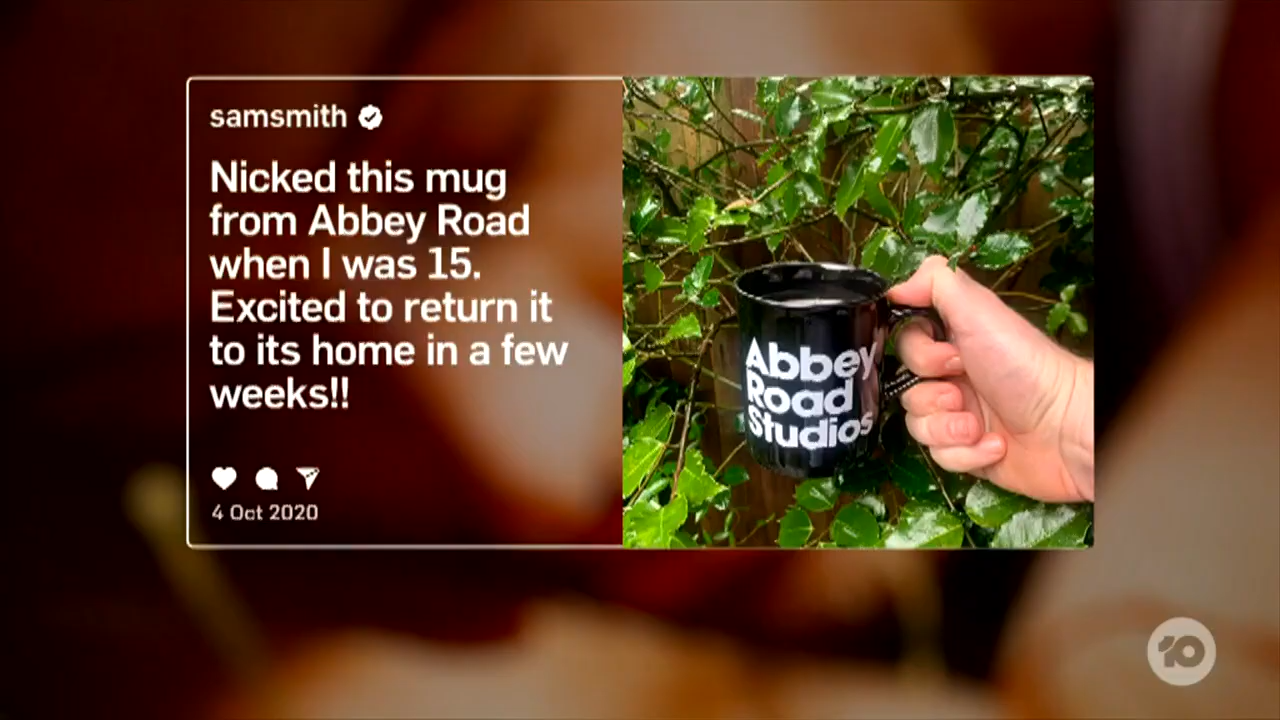 samsmith
Nicked this mug
from Abbey Road
when I was 15.
Excited to return it
to its home in a few
weeks!!
4 Oct 2020
Abbey
Road
Studios
10